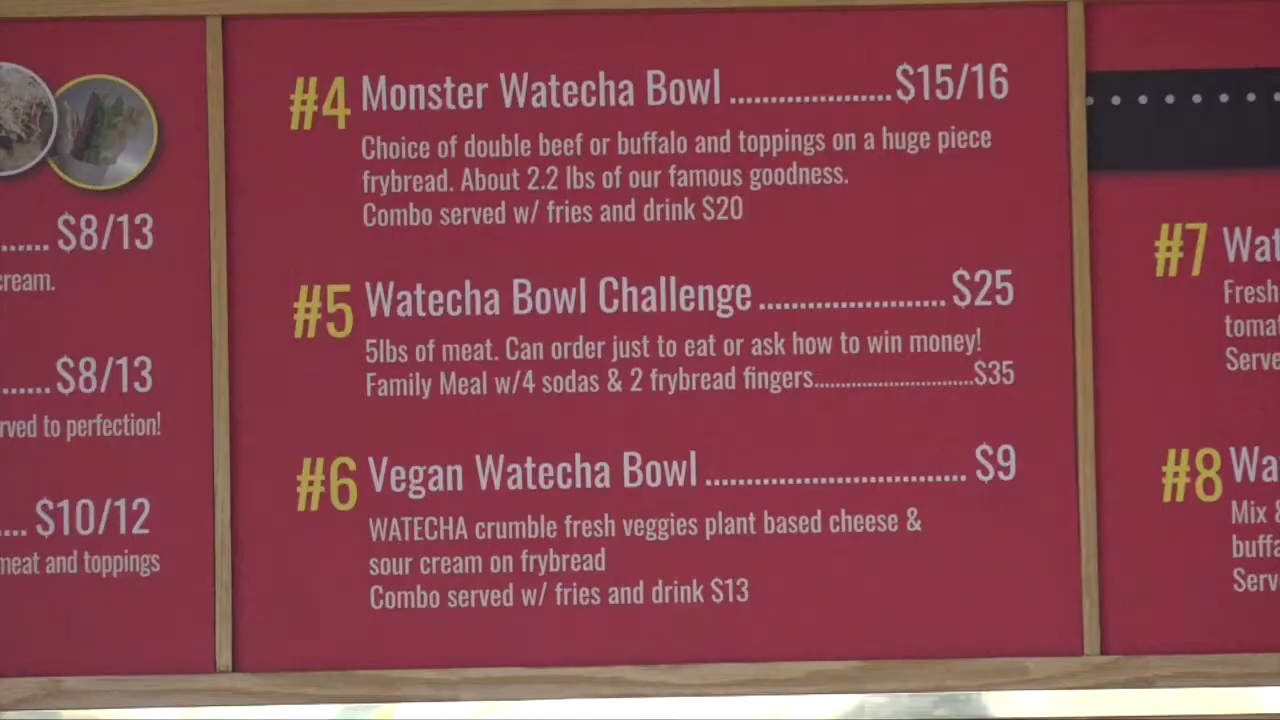 $8/13
cream.
$8/13
rved to perfection!
$10/12
meat and toppings
#4 Monster Watecha Bowl ................... $15/16
Choice of double beef or buffalo and toppings on a huge piece
frybread. About 2.2 lbs of our famous goodness.
Combo served w/ fries and drink $20
#5 Watecha Bowl Challenge ...................... $25
5lbs of meat. Can order just to eat or ask how to win money!
Family Meal w/4 sodas & 2 frybread fingers..............................$35
#6 Vegan Watecha Bowl ............................... $9
WATECHA crumble fresh veggies plant based cheese &
sour cream on frybread
Combo served w/ fries and drink $13
#7 Wat
Fresh
tomat
Serve
#8 Wa
Mix &
buffa
Serv